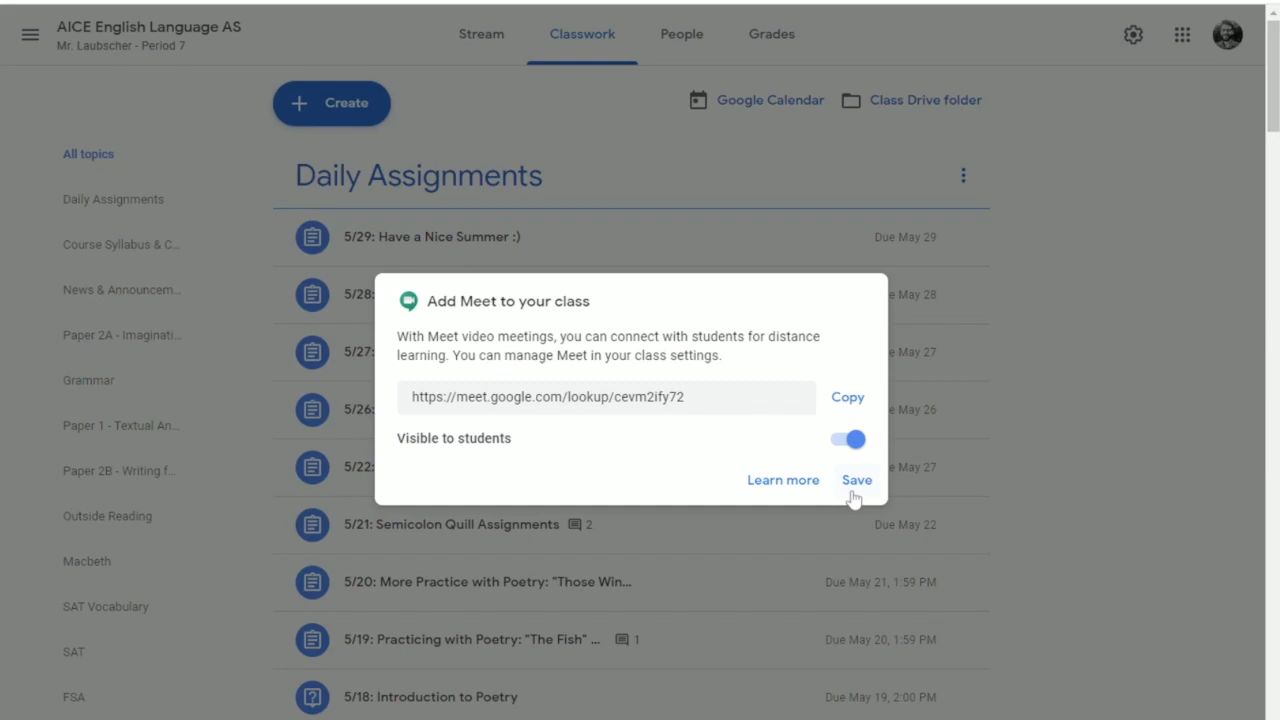 AICE English Language AS
Mr. Laubscher - Period 7
Stream
Classwork
People
Grades
Create
Google Calendar
Class Drive folder
All topics
Daily Assignments
Course Syllabus & C...
News & Announcem...
Paper 2A - Imaginati...
Grammar
Paper 1 - Textual An...
Paper 2B - Writing f...
Outside Reading
Macbeth
SAT Vocabulary
SAT
FSA
Daily Assignments
5/29: Have a Nice Summer :)
Due May 29
5/28:
e May 28
5/27:
e May 27
5/26:
e May 26
5/22:
e May 27
5/21: Semicolon Quill Assignments 2
Due May 22
5/20: More Practice with Poetry: "Those Win...
Due May 21, 1:59 PM
5/19: Practicing with Poetry: "The Fish" ... 1
Due May 20, 1:59 PM
5/18: Introduction to Poetry
Due May 19, 2:00 PM
Add Meet to your class
With Meet video meetings, you can connect with students for distance
learning. You can manage Meet in your class settings.
https://meet.google.com/lookup/cevm2ify72
Copy
Visible to students
Learn more
Save